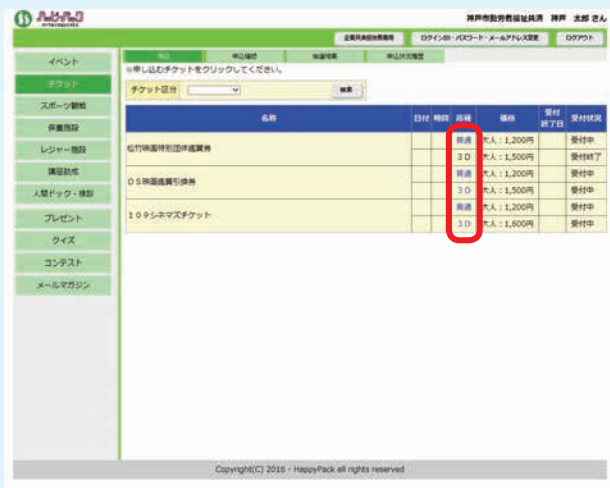 ハッピーパック
神戸市勤労者福祉共済 神戸 太郎 さん
企業共済担当者専用 ログインID・パスワード・メールアドレス変更 ログアウト
イベント
チケット
スポーツ観戦
保養施設
レジャー施設
講座助成
人間ドック・検診
プレゼント
クイズ
コンテスト
メールマガジン
申込 申込確認 抽選結果 申込状況履歴
※申し込むチケットをクリックしてください。
チケット区分 検索
名称 日付 時間 席種 価格 受付終了日 受付状況
松竹映画特別団体鑑賞券 普通 大人:1,200円 受付中
3D 大人:1,500円 受付終了
OS映画鑑賞引換券 普通 大人:1,200円 受付中
3D 大人:1,500円 受付中
109シネマズチケット 普通 大人:1,200円 受付中
3D 大人:1,600円 受付中
Copyright(C) 2016 - HappyPack all rights reserved